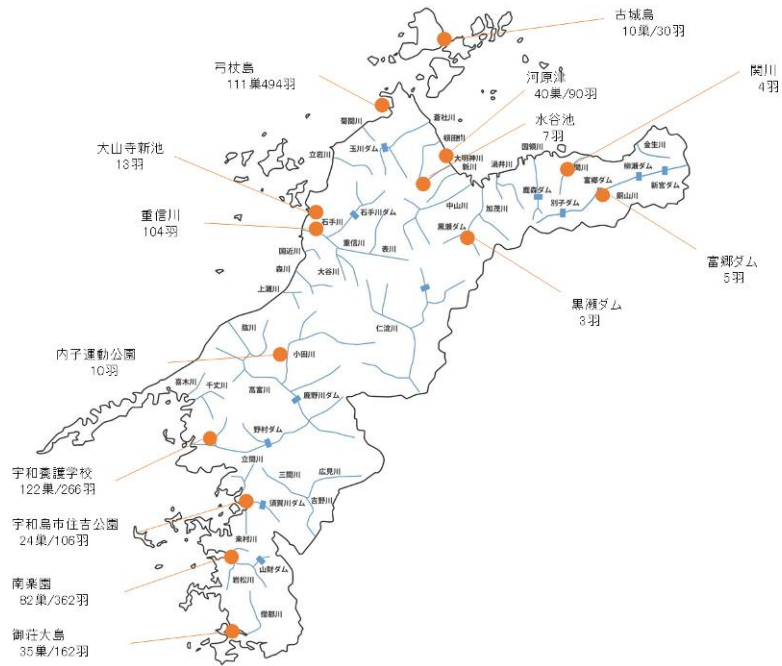 古城島
10巣/30羽
弓杖島
111巣494羽
河原津
40巣/90羽
関川
4羽
水谷池
7羽
大山寺新池
13羽
重信川
104羽
富郷ダム
5羽
黒瀬ダム
3羽
内子運動公園
10羽
宇和養護学校
122巣/266羽
宇和島市住吉公園
24巣/106羽
南楽園
82巣/362羽
御荘大島
35巣/162羽
菊間川
蒼社川
立岩川
玉川ダム
頓田川
大明神川
新川
渦井川
国領川
関川
金生川
柳瀬ダム
富郷ダム
新宮ダム
鹿森ダム
別子ダム
銅山川
中山川
加茂川
黒瀬ダム
石手川
石手川ダム
重信川
表川
国近川
森川
大谷川
上灘川
仁淀川
肱川
小田川
喜木川
千丈川
高富川
鹿野川ダム
野村ダム
立間川
三間川
広見川
須賀川ダム
吉野川
来村川
山財ダム
岩松川
僧都川